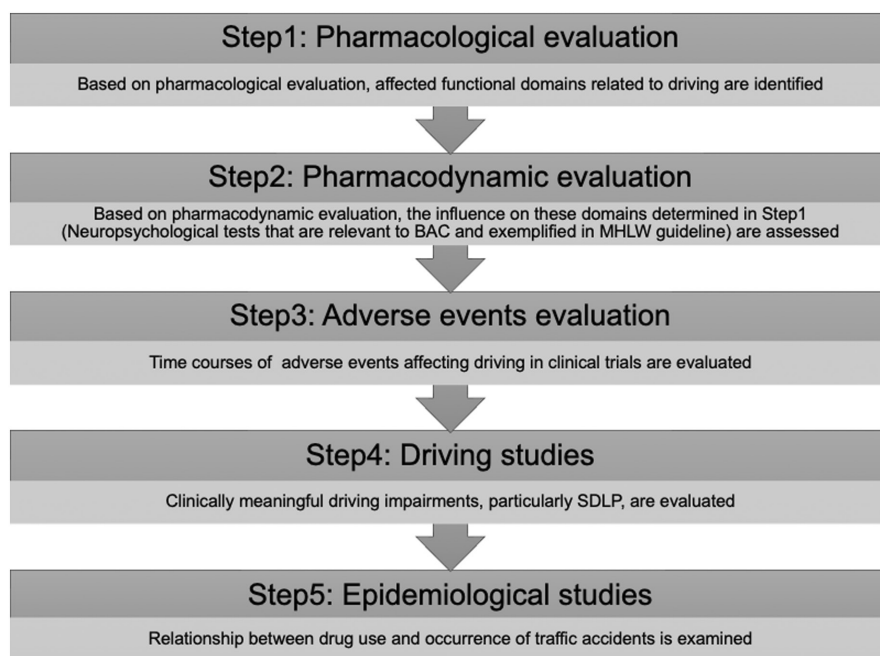 Step1: Pharmacological evaluation
Based on pharmacological evaluation, affected functional domains related to driving are identified
Step2: Pharmacodynamic evaluation
Based on pharmacodynamic evaluation, the influence on these domains determined in Step1
(Neuropsychological tests that are relevant to BAC and exemplified in MHLW guideline) are assessed
Step3: Adverse events evaluation
Time courses of adverse events affecting driving in clinical trials are evaluated
Step4: Driving studies
Clinically meaningful driving impairments, particularly SDLP, are evaluated
Step5: Epidemiological studies
Relationship between drug use and occurrence of traffic accidents is examined